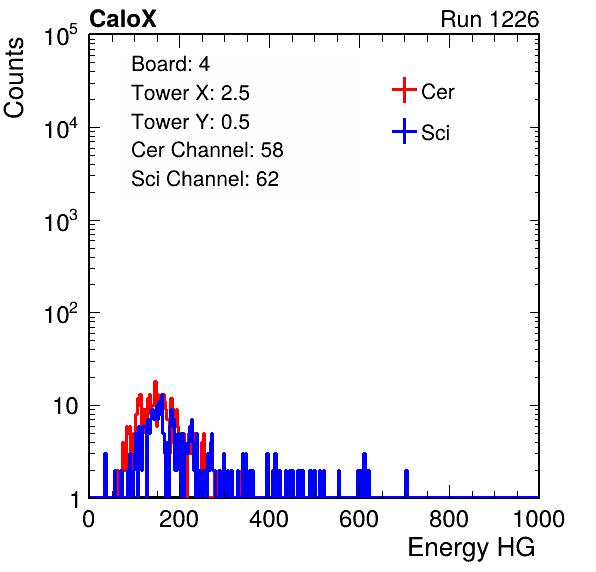 CaloX Run 1226
Counts
Board: 4
Tower X: 2.5
Tower Y: 0.5
Cer Channel: 58
Sci Channel: 62
Cer
Sci
10^5
10^4
10^3
10^2
10
1
0 200 400 600 800 1000
Energy HG